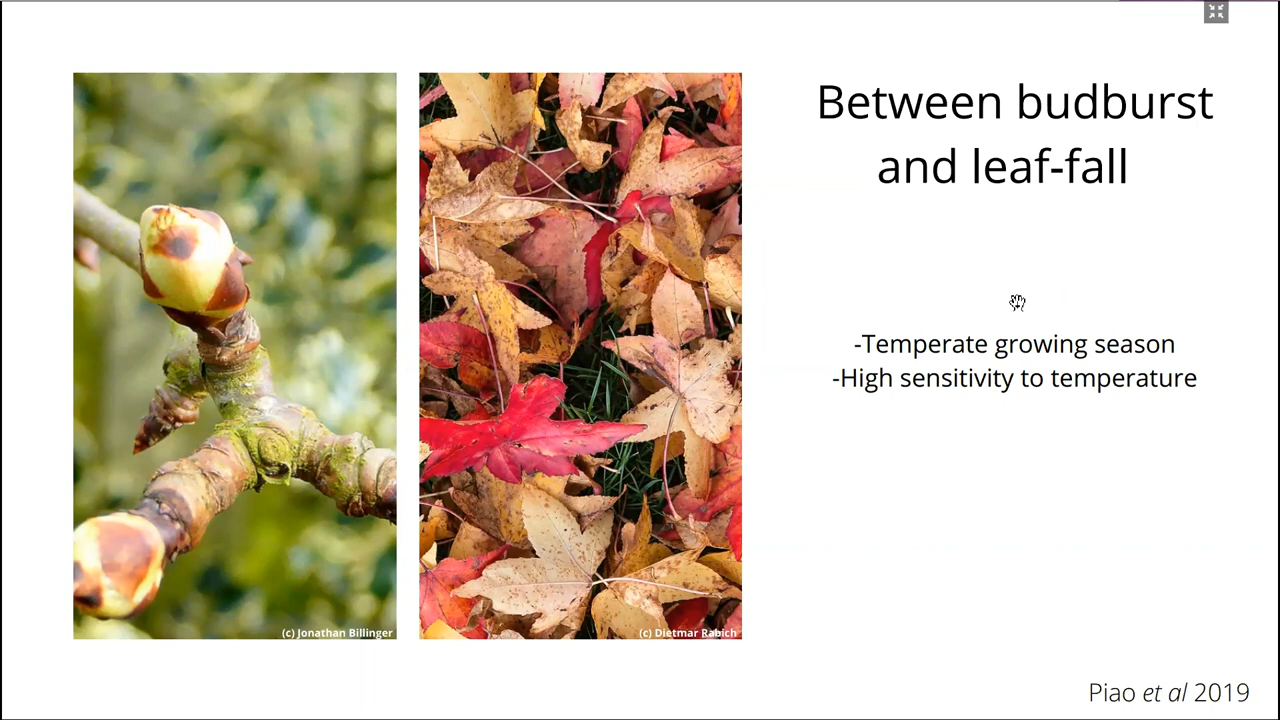 Between budburst
and leaf-fall
-Temperate growing season
-High sensitivity to temperature
(c) Jonathan Billinger
(c) Dietmar Rabich
Piao et al 2019